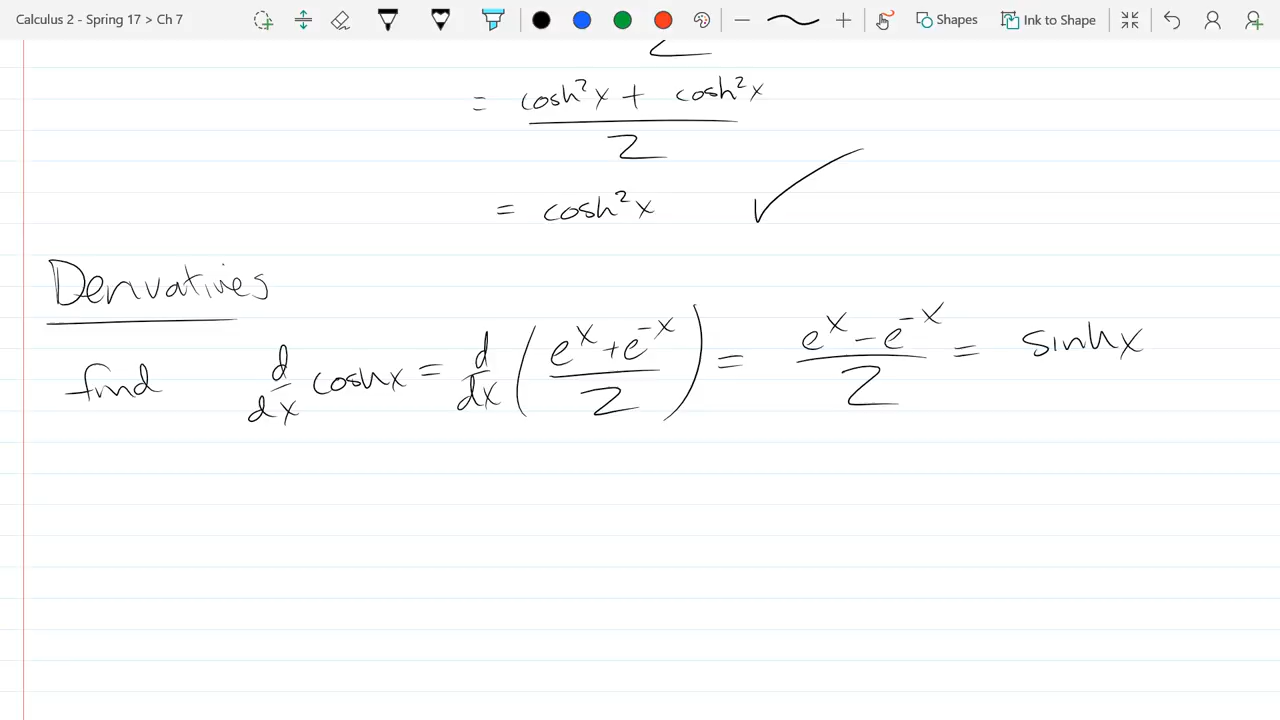 Calculus 2 - Spring 17 > Ch 7
Shapes
Ink to Shape
2
= cosh²x + cosh²x
2
= cosh²x ✓
Derivatives
find d/dx coshx = d/dx ( (e^x + e^-x) / 2 ) = (e^x - e^-x) / 2 = sinhx